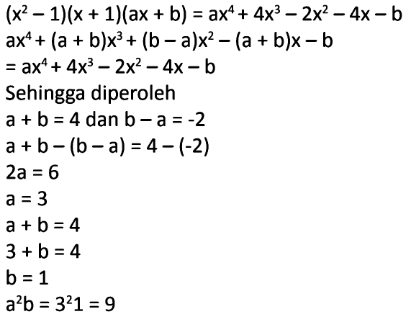 (x² – 1)(x + 1)(ax + b) = ax⁴ + 4x³ – 2x² – 4x – b
ax⁴ + (a + b)x³ + (b – a)x² – (a + b)x – b
= ax⁴ + 4x³ – 2x² – 4x – b
Sehingga diperoleh
a + b = 4 dan b – a = -2
a + b – (b – a) = 4 – (-2)
2a = 6
a = 3
a + b = 4
3 + b = 4
b = 1
a²b = 3²1 = 9